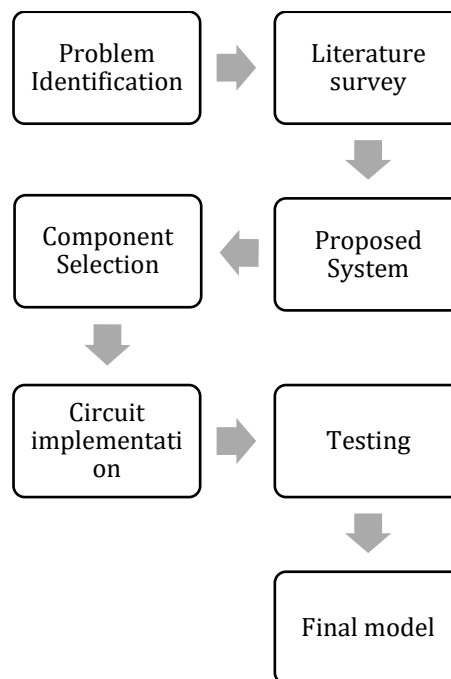 Problem
Identification
Literature
survey
Proposed
System
Component
Selection
Circuit
implementati
on
Testing
Final model